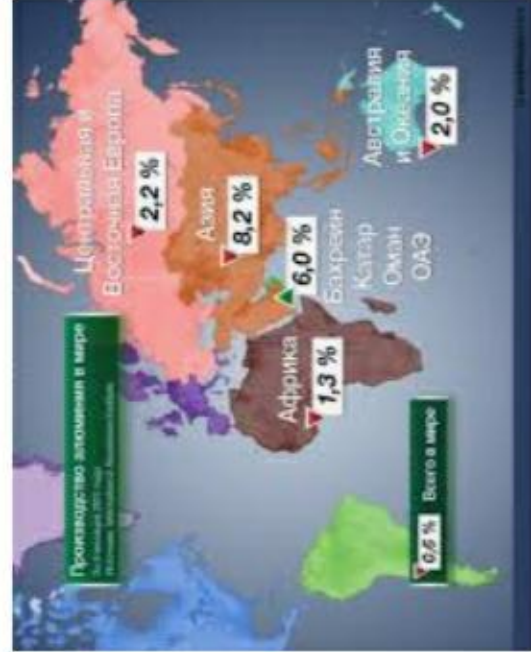 Производство алюминия в мире
Центральная и
Восточная Европа
2,2 %
Азия
8,2 %
6,0 %
Бахрейн
Катар
Оман
ОАЭ
Африка
1,3 %
Австралия
и Океания
2,0 %
0,6 % Всего в мире